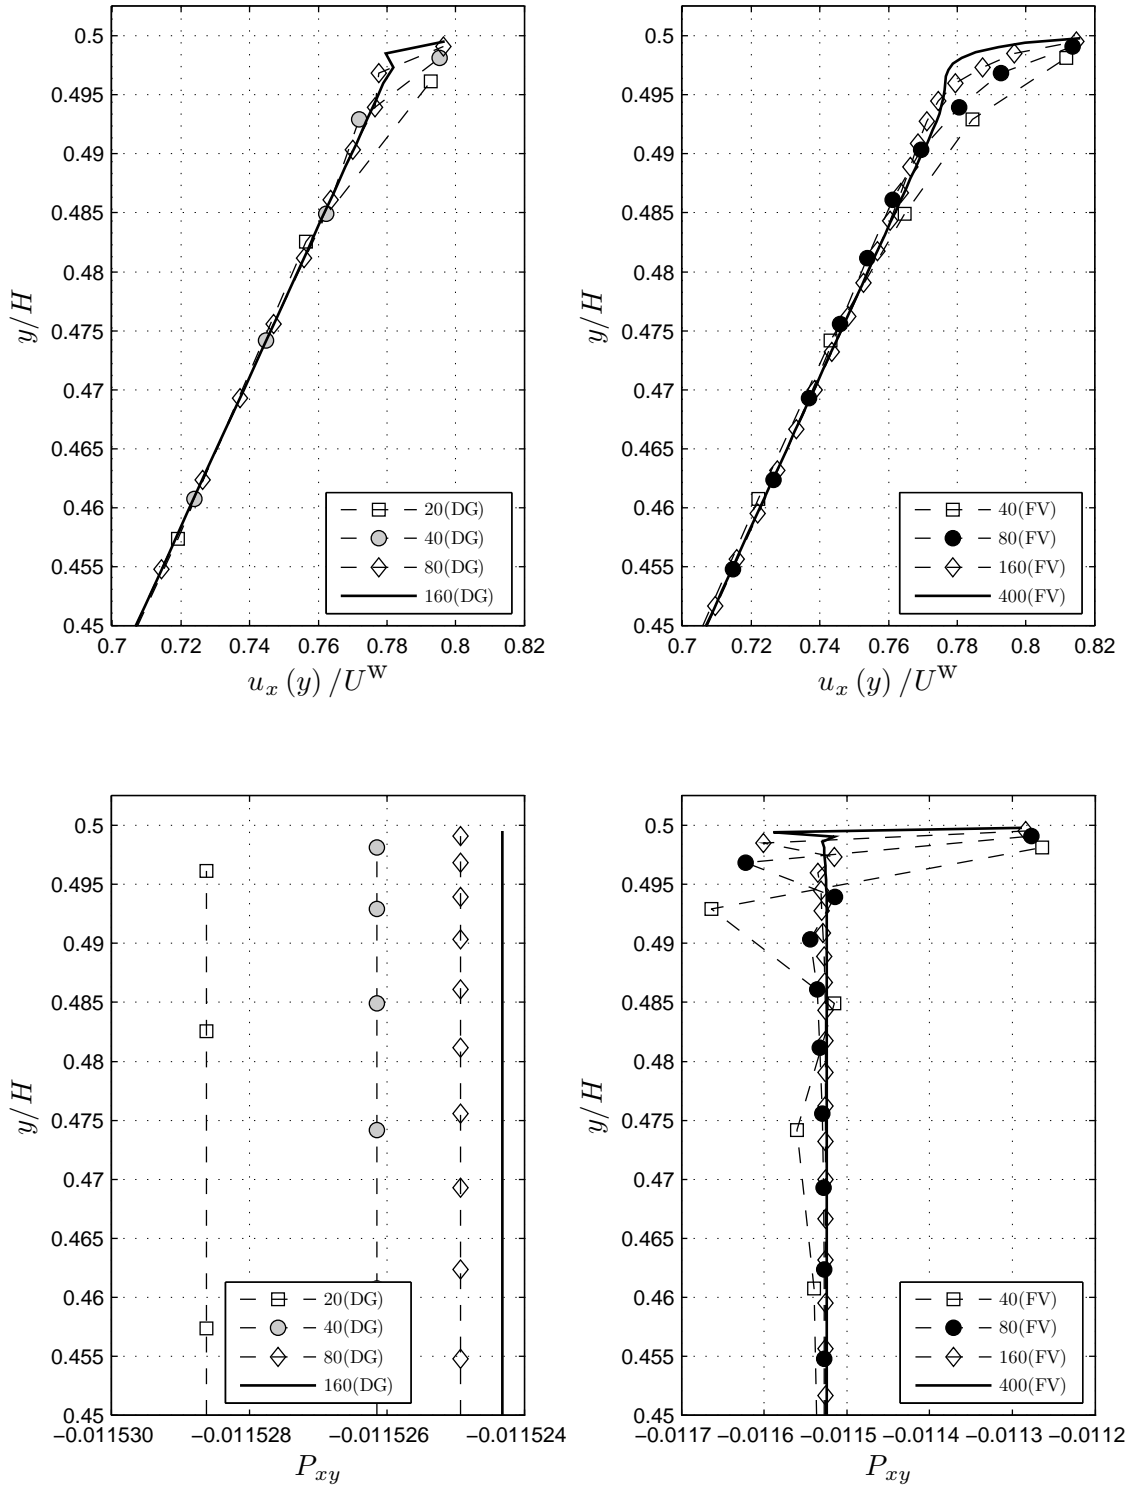 0.5
0.495
0.49
0.485
0.48
0.475
0.47
0.465
0.46
0.455
0.45
y/H
0.7 0.72 0.74 0.76 0.78 0.8 0.82
u_x (y) /U^W
20(DG)
40(DG)
80(DG)
160(DG)
0.5
0.495
0.49
0.485
0.48
0.475
0.47
0.465
0.46
0.455
0.45
y/H
0.7 0.72 0.74 0.76 0.78 0.8 0.82
u_x (y) /U^W
40(FV)
80(FV)
160(FV)
400(FV)
0.5
0.495
0.49
0.485
0.48
0.475
0.47
0.465
0.46
0.455
0.45
y/H
−0.011530 −0.011528 −0.011526 −0.011524
P_xy
20(DG)
40(DG)
80(DG)
160(DG)
0.5
0.495
0.49
0.485
0.48
0.475
0.47
0.465
0.46
0.455
0.45
y/H
−0.0117 −0.0116 −0.0115 −0.0114 −0.0113 −0.0112
P_xy
40(FV)
80(FV)
160(FV)
400(FV)